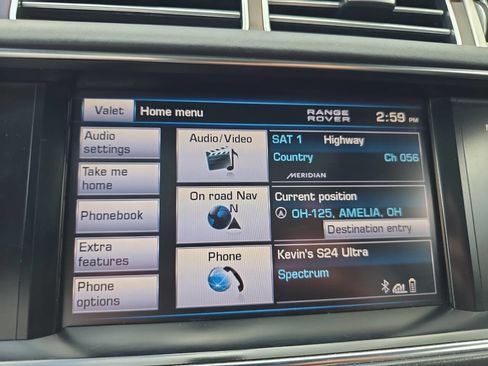 Valet
Home menu
RANGE
ROVER
2:59 PM
Audio
settings
Take me
home
Phonebook
Extra
features
Phone
options
Audio/Video
On road Nav
N
Phone
SAT 1 Highway
Country Ch 056
MERIDIAN
Current position
OH-125, AMELIA, OH
Destination entry
Kevin's S24 Ultra
Spectrum